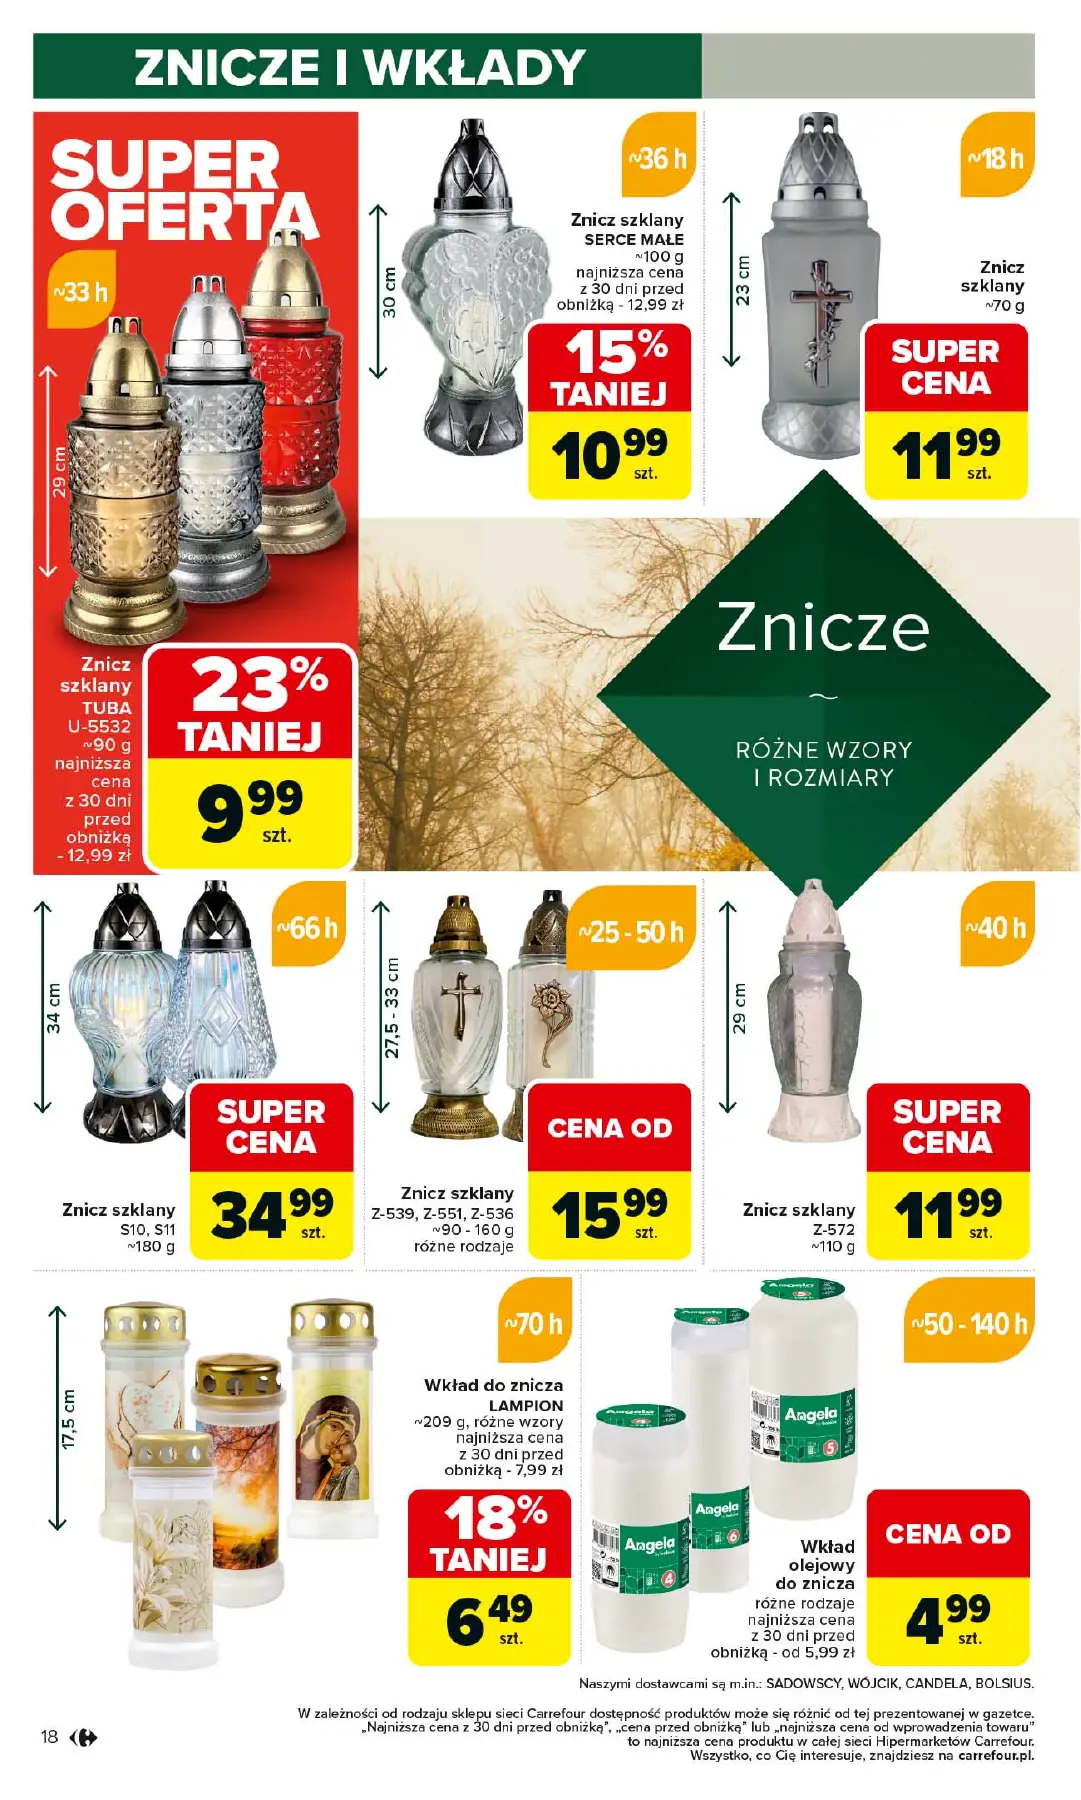 ZNICZE I WKŁADY
SUPER
OFERTA
~33 h
29 cm
Znicz
szklany
TUBA
U-5532
~90 g
najniższa
cena
z 30 dni
przed
obniżką
- 12,99 zł
23%
TANIEJ
9 99
szt.
30 cm
~36 h
Znicz szklany
SERCE MAŁE
~100 g
najniższa cena
z 30 dni przed
obniżką - 12,99 zł
15%
TANIEJ
10 99
szt.
23 cm
~18 h
Znicz
szklany
~70 g
SUPER
CENA
11 99
szt.
Znicze
~
RÓŻNE WZORY
I ROZMIARY
34 cm
~66 h
Znicz szklany
S10, S11
~180 g
SUPER
CENA
34 99
szt.
27,5 - 33 cm
~25 - 50 h
Znicz szklany
Z-539, Z-551, Z-536
~90 - 160 g
różne rodzaje
CENA OD
15 99
szt.
29 cm
~40 h
Znicz szklany
Z-572
~110 g
SUPER
CENA
11 99
szt.
17,5 cm
~70 h
Wkład do znicza
LAMPION
~209 g, różne wzory
najniższa cena
z 30 dni przed
obniżką - 7,99 zł
18%
TANIEJ
6 49
szt.
~50 - 140 h
Angela
Angela
5
Angela
6
Angela
4
Wkład
olejowy
do znicza
różne rodzaje
najniższa cena
z 30 dni przed
obniżką - od 5,99 zł
CENA OD
4 99
szt.
Naszymi dostawcami są m.in.: SADOWSCY, WÓJCIK, CANDELA, BOLSIUS.
W zależności od rodzaju sklepu sieci Carrefour dostępność produktów może się różnić od tej prezentowanej w gazetce.
„Najniższa cena z 30 dni przed obniżką”, „cena przed obniżką” lub „najniższa cena od wprowadzenia towaru”
to najniższa cena produktu w całej sieci Hipermarketów Carrefour.
Wszystko, co Cię interesuje, znajdziesz na carrefour.pl.
18